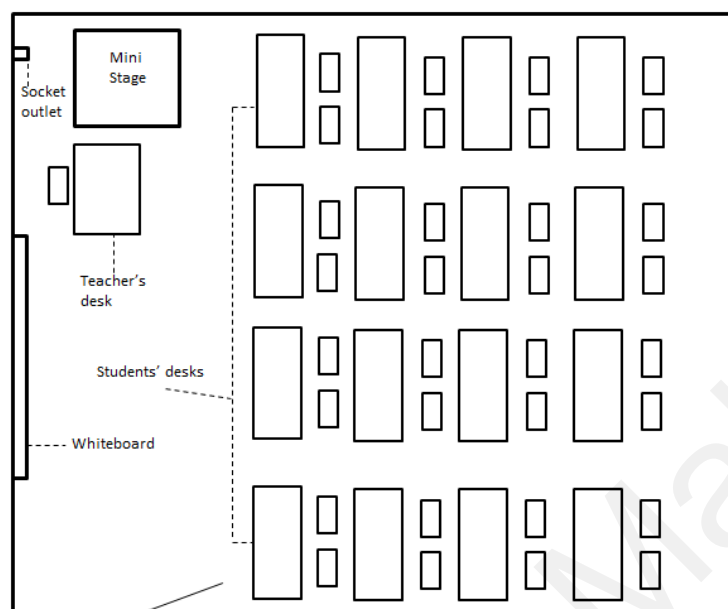 Mini
Stage
Socket
outlet
Teacher's
desk
Students' desks
Whiteboard